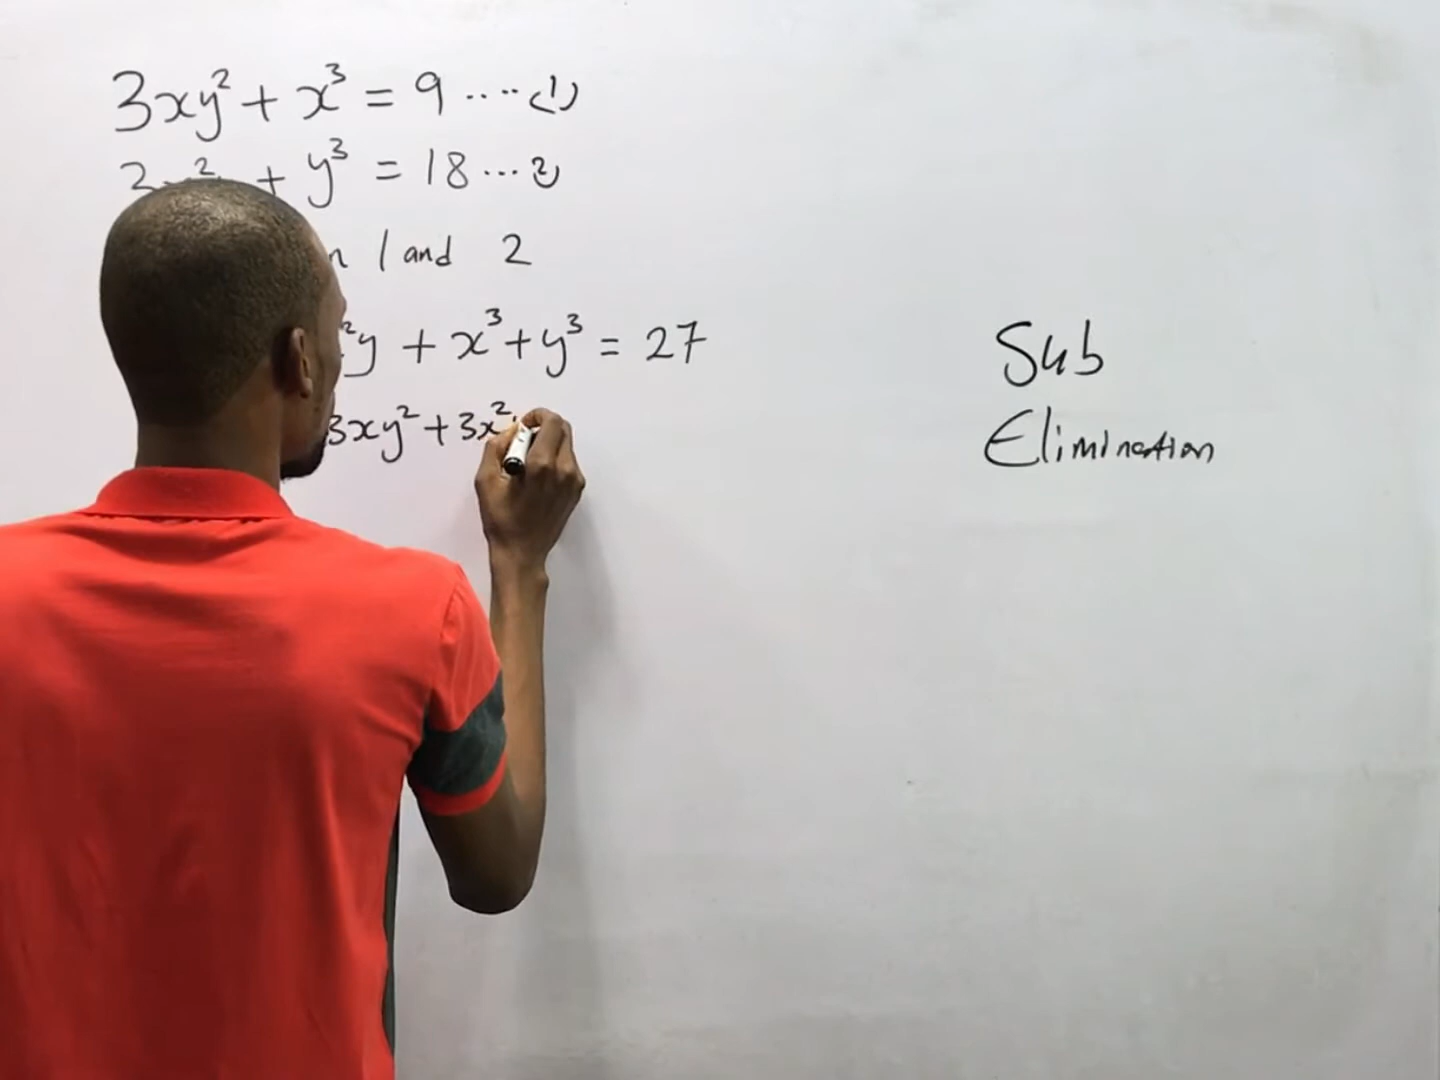 3xy² + x³ = 9 .... (1)
3 ² + y³ = 18 ... (2)
1 and 2
²y + x³ + y³ = 27
3xy² + 3x²
Sub
Elimination